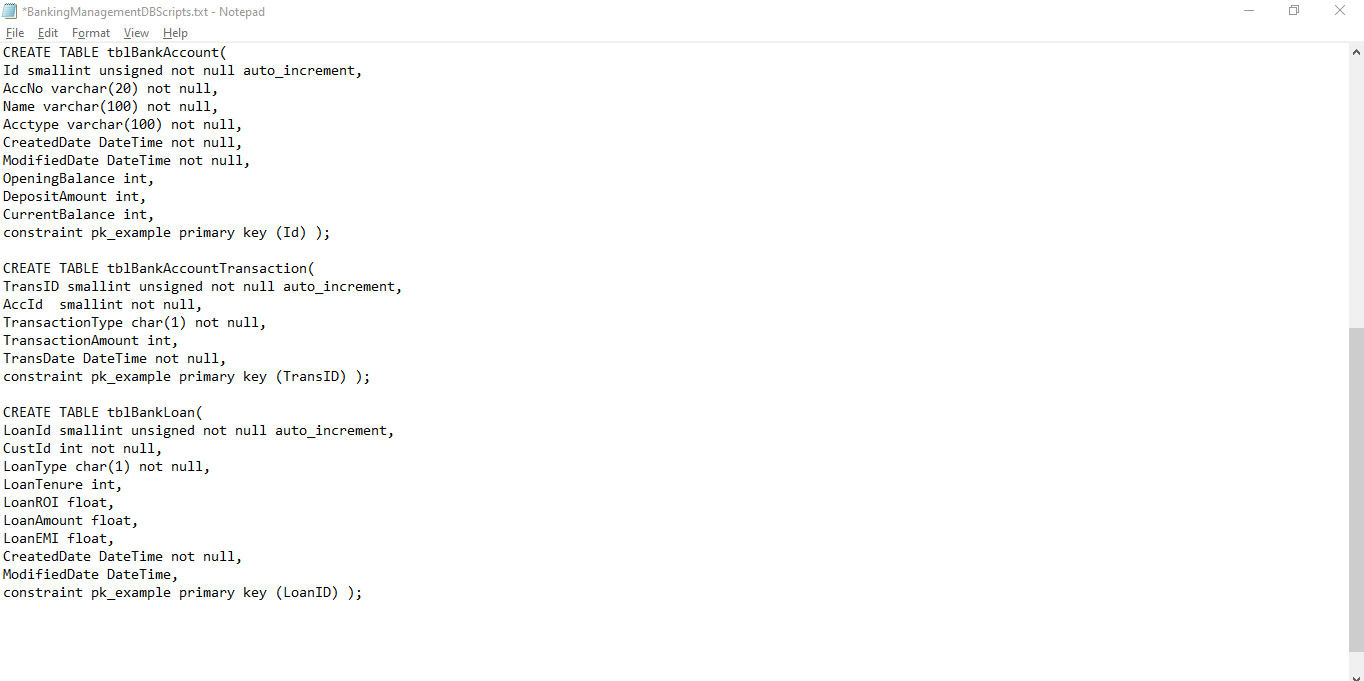 *BankingManagementDBScripts.txt - Notepad
File Edit Format View Help
CREATE TABLE tblBankAccount(
Id smallint unsigned not null auto_increment,
AccNo varchar(20) not null,
Name varchar(100) not null,
Acctype varchar(100) not null,
CreatedDate DateTime not null,
ModifiedDate DateTime not null,
OpeningBalance int,
DepositAmount int,
CurrentBalance int,
constraint pk_example primary key (Id) );

CREATE TABLE tblBankAccountTransaction(
TransID smallint unsigned not null auto_increment,
AccId  smallint not null,
TransactionType char(1) not null,
TransactionAmount int,
TransDate DateTime not null,
constraint pk_example primary key (TransID) );

CREATE TABLE tblBankLoan(
LoanId smallint unsigned not null auto_increment,
CustId int not null,
LoanType char(1) not null,
LoanTenure int,
LoanROI float,
LoanAmount float,
LoanEMI float,
CreatedDate DateTime not null,
ModifiedDate DateTime,
constraint pk_example primary key (LoanID) );